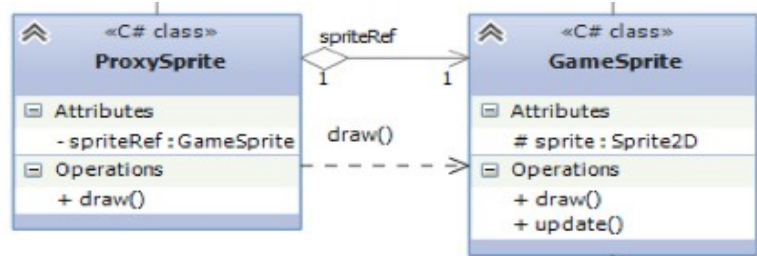 «C# class»
ProxySprite
Attributes
- spriteRef : GameSprite
Operations
+ draw()
spriteRef
1
1
draw()
«C# class»
GameSprite
Attributes
# sprite : Sprite2D
Operations
+ draw()
+ update()